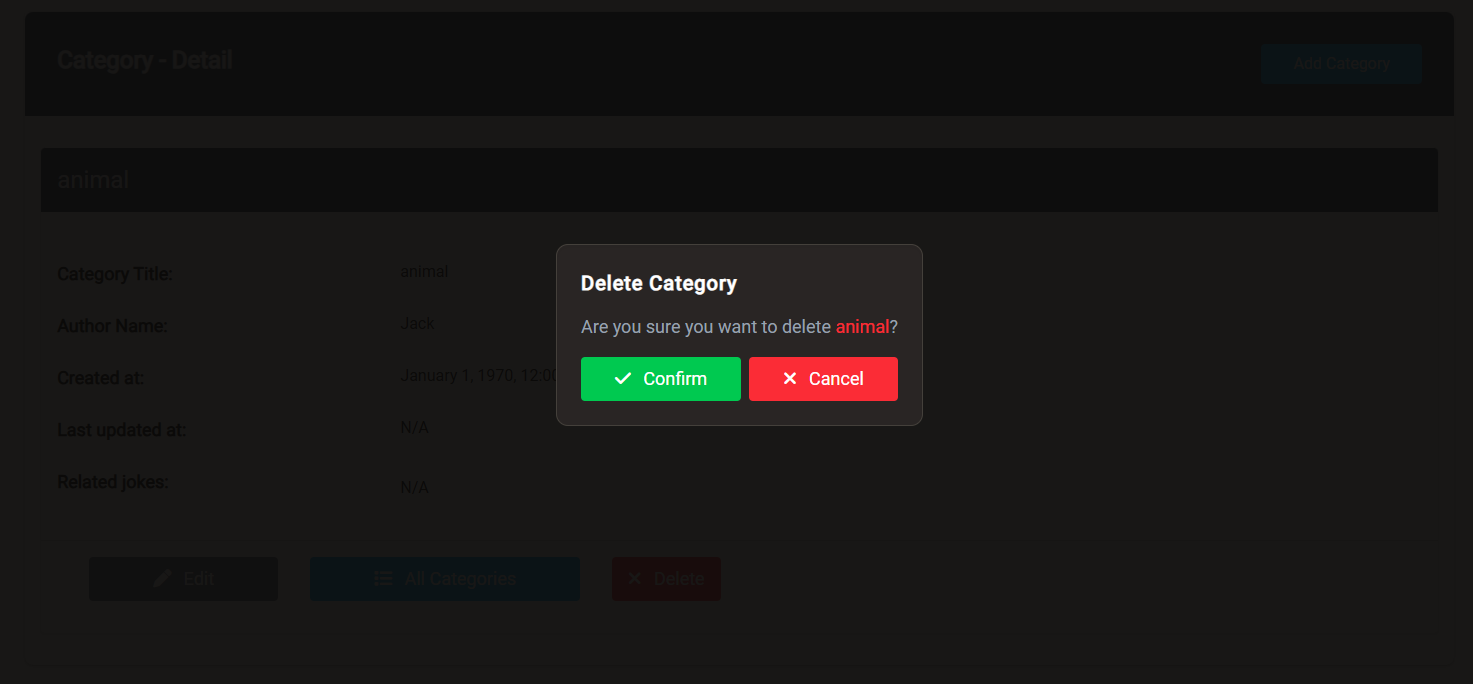 Category - Detail
Add Category
animal
Category Title:
animal
Author Name:
Jack
Created at:
January 1, 1970, 12:00
Last updated at:
N/A
Related jokes:
N/A
Edit
All Categories
Delete
Delete Category
Are you sure you want to delete animal?
Confirm
Cancel